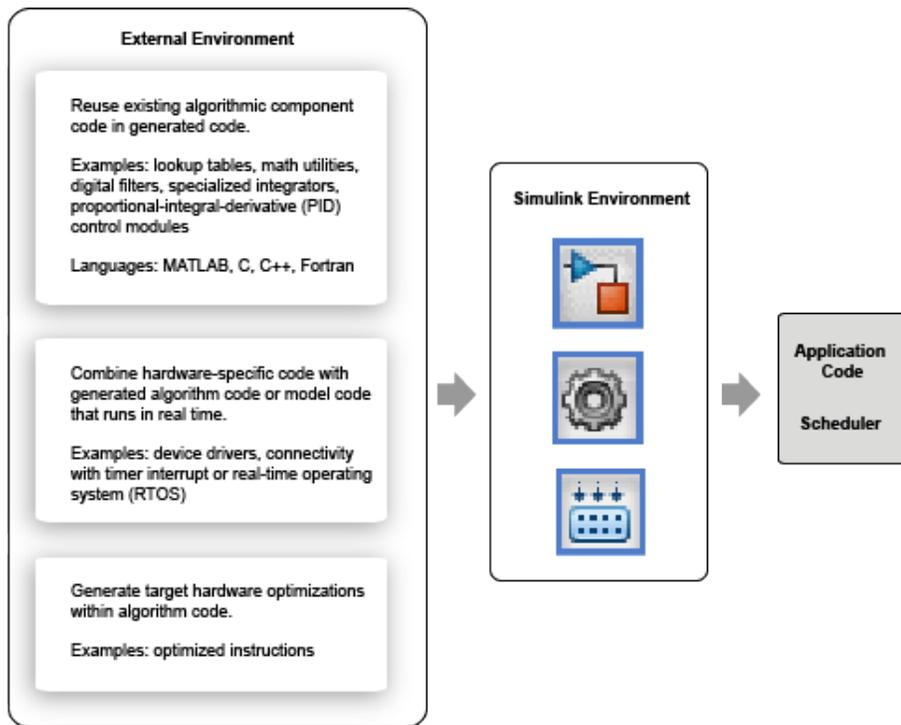 External Environment
Reuse existing algorithmic component
code in generated code.
Examples: lookup tables, math utilities,
digital filters, specialized integrators,
proportional-integral-derivative (PID)
control modules
Languages: MATLAB, C, C++, Fortran
Combine hardware-specific code with
generated algorithm code or model code
that runs in real time.
Examples: device drivers, connectivity
with timer interrupt or real-time operating
system (RTOS)
Generate target hardware optimizations
within algorithm code.
Examples: optimized instructions
Simulink Environment
Application
Code
Scheduler